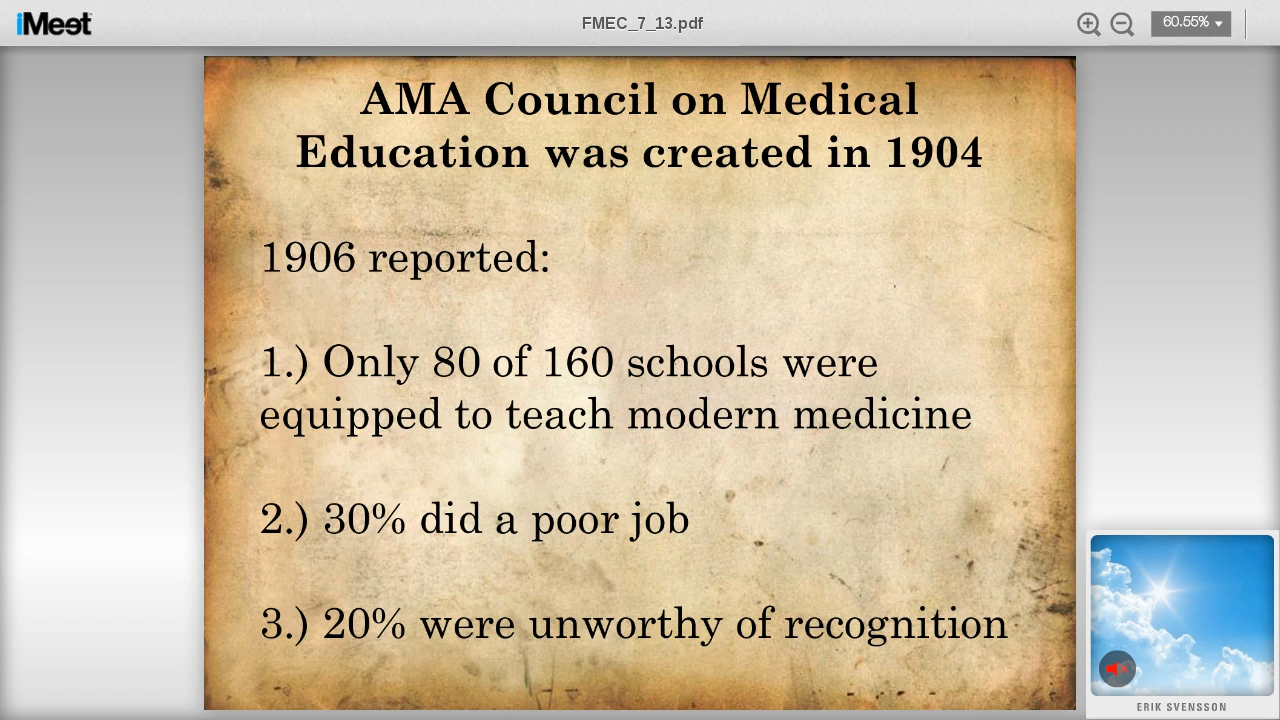 iMeet
FMEC_7_13.pdf
60.55%
AMA Council on Medical
Education was created in 1904
1906 reported:
1.) Only 80 of 160 schools were
equipped to teach modern medicine
2.) 30% did a poor job
3.) 20% were unworthy of recognition
ERIK SVENSSON